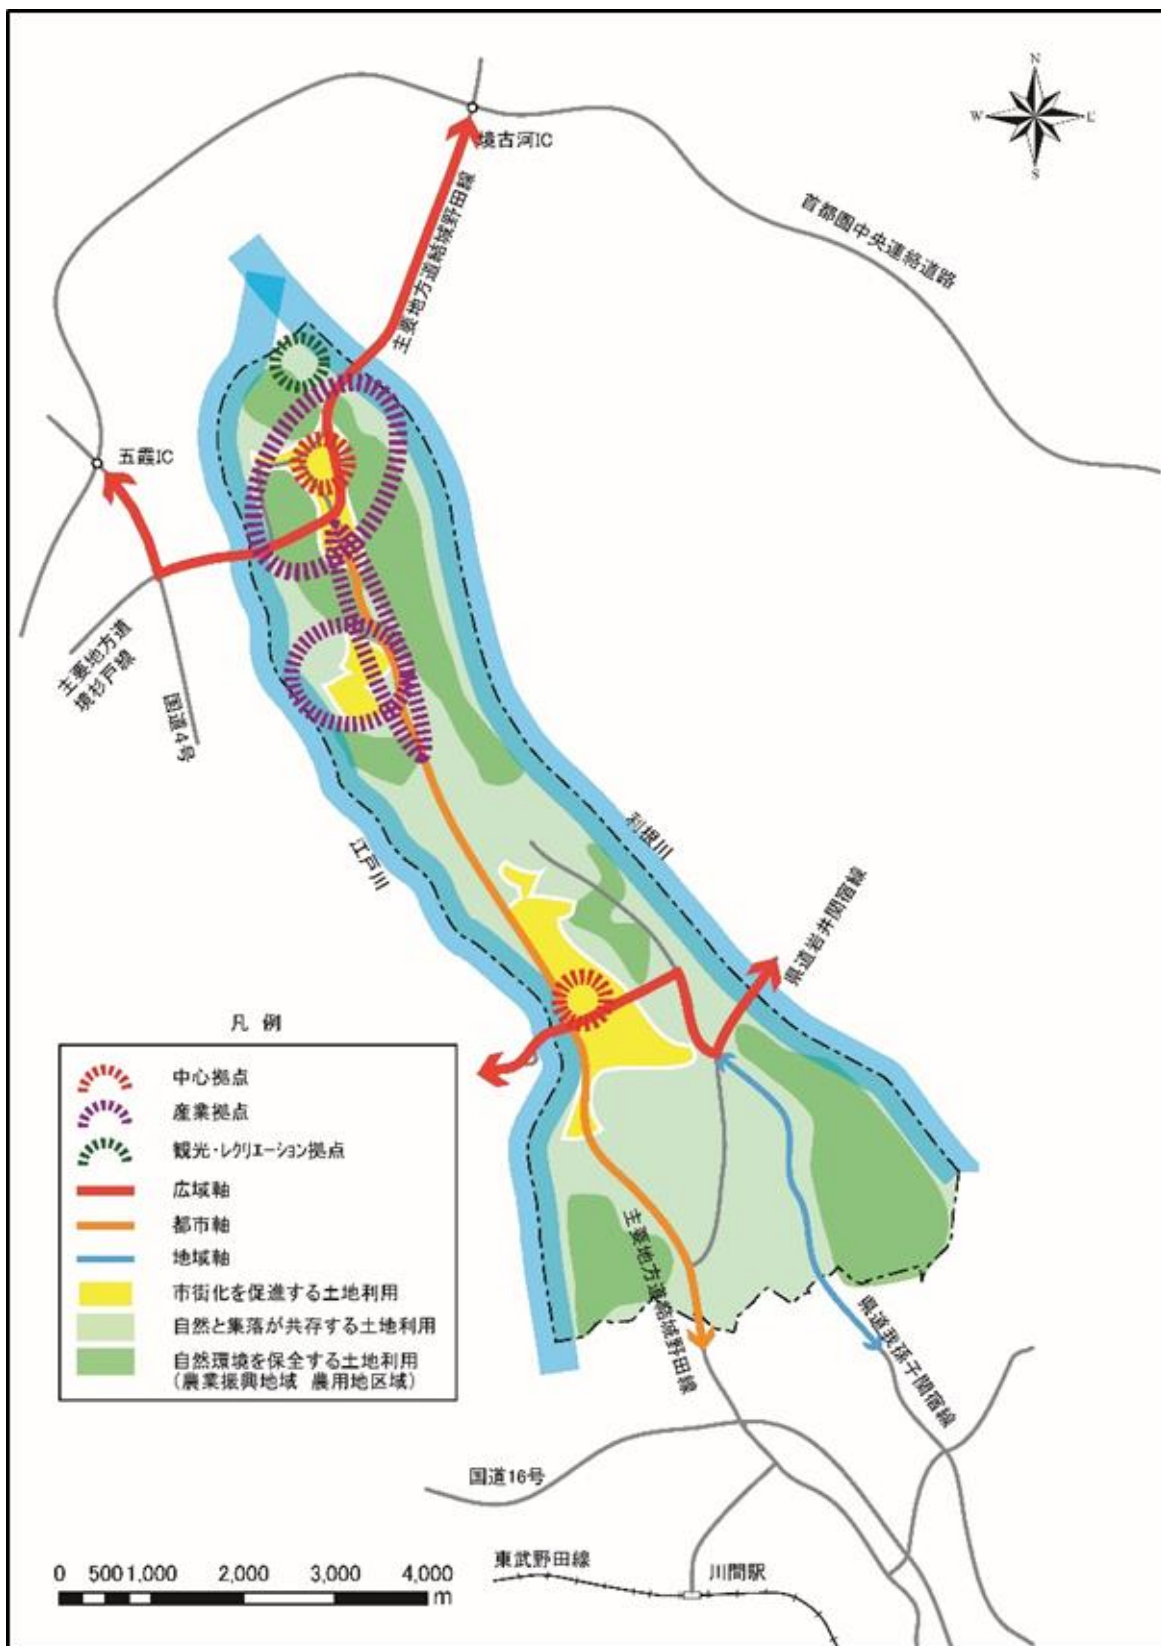 N
W
E
S
境古河IC
主要地方道結城野田線
首都圏中央連絡道路
五霞IC
主要地方道
境杉戸線
国道4号
利根川
江戸川
県道岩井関宿線
凡 例
中心拠点
産業拠点
観光・レクリエーション拠点
広域軸
都市軸
地域軸
市街化を促進する土地利用
自然と集落が共存する土地利用
自然環境を保全する土地利用
(農業振興地域 農用地区域)
主要地方道結城野田線
県道我孫子関宿線
国道16号
東武野田線
川間駅
0 500 1,000 2,000 3,000 4,000
m